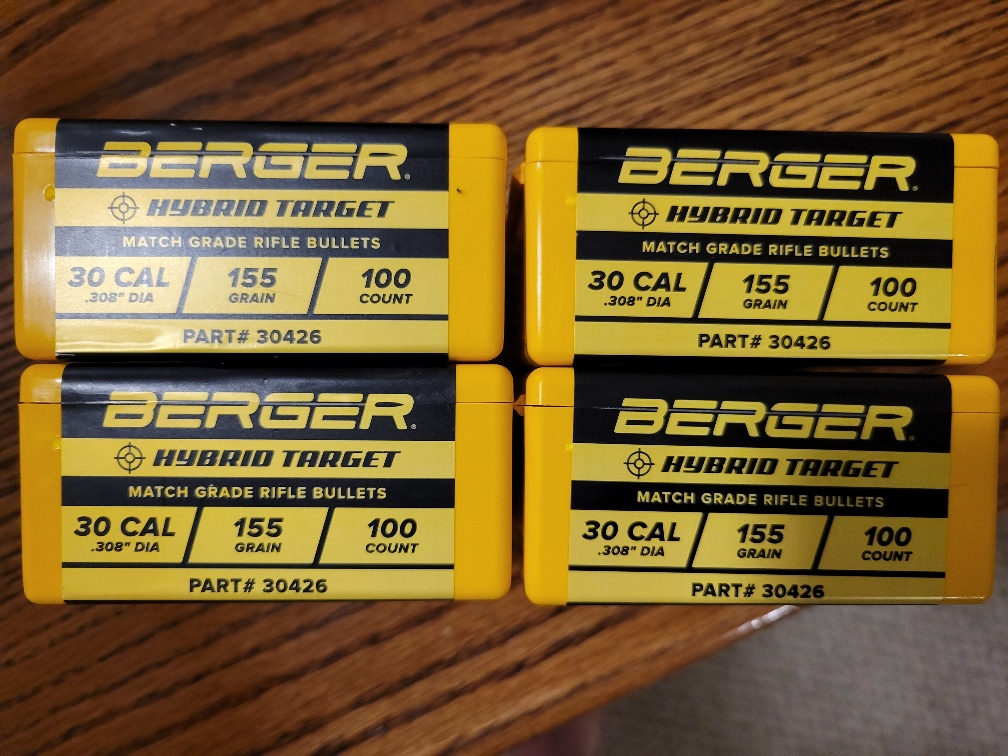 BERGER.
HYBRID TARGET
MATCH GRADE RIFLE BULLETS
30 CAL 155 100
.308" DIA GRAIN COUNT
PART# 30426
BERGER.
HYBRID TARGET
MATCH GRADE RIFLE BULLETS
30 CAL 155 100
.308" DIA GRAIN COUNT
PART# 30426
BERGER.
HYBRID TARGET
MATCH GRADE RIFLE BULLETS
30 CAL 155 100
.308" DIA GRAIN COUNT
PART# 30426
BERGER.
HYBRID TARGET
MATCH GRADE RIFLE BULLETS
30 CAL 155 100
.308" DIA GRAIN COUNT
PART# 30426